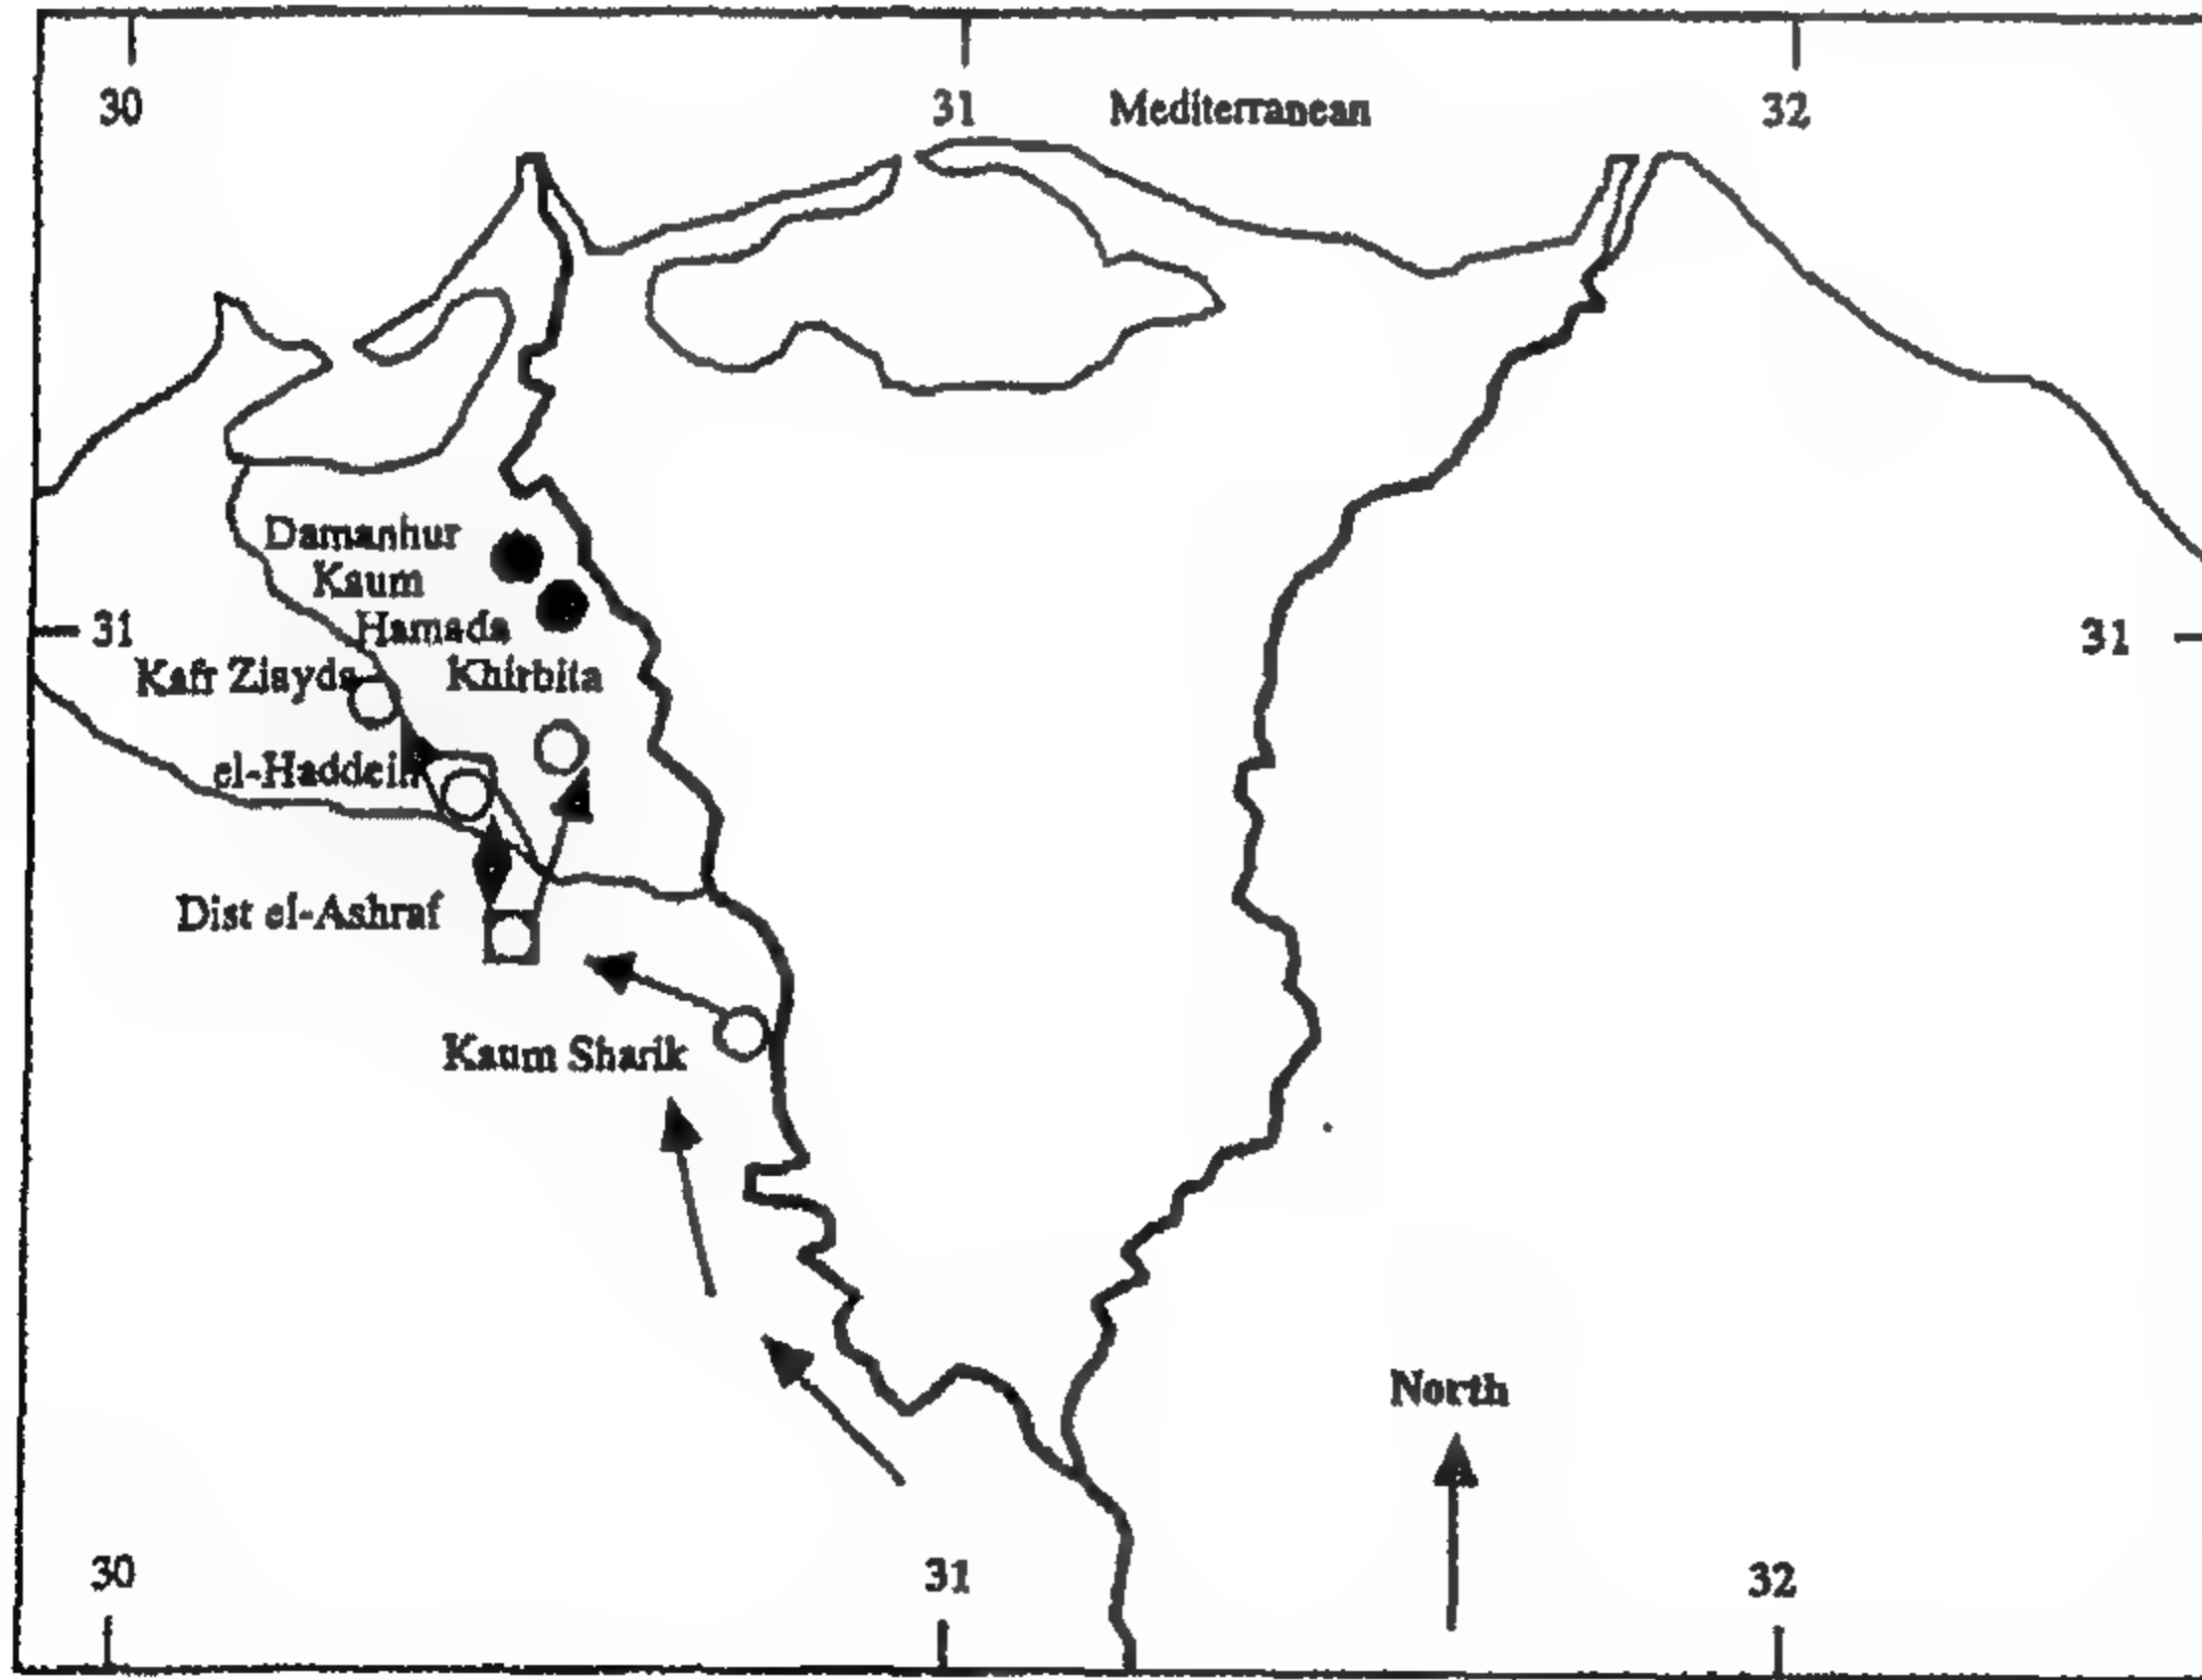 30 31 Mediterranean 32
Damanhur
Kaum
Hamada
31 31
Kafr Ziayda Khirbita
el-Haddein
Dist el-Ashraf
Kaum Sharik
North
30 31 32